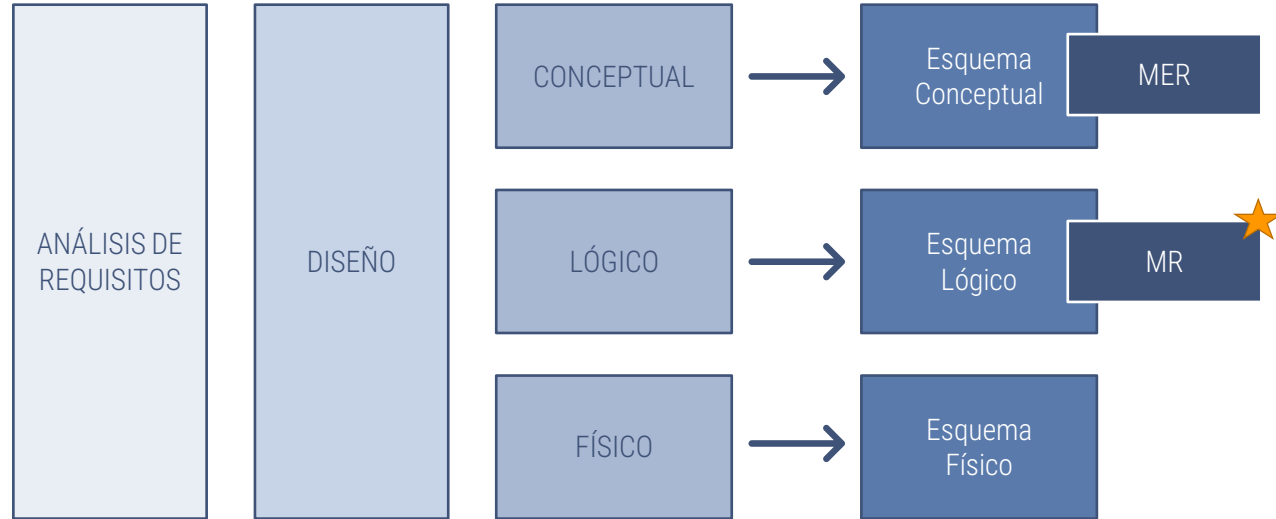 ANÁLISIS DE
REQUISITOS
DISEÑO
CONCEPTUAL
Esquema
Conceptual
MER
LÓGICO
Esquema
Lógico
MR
FÍSICO
Esquema
Físico